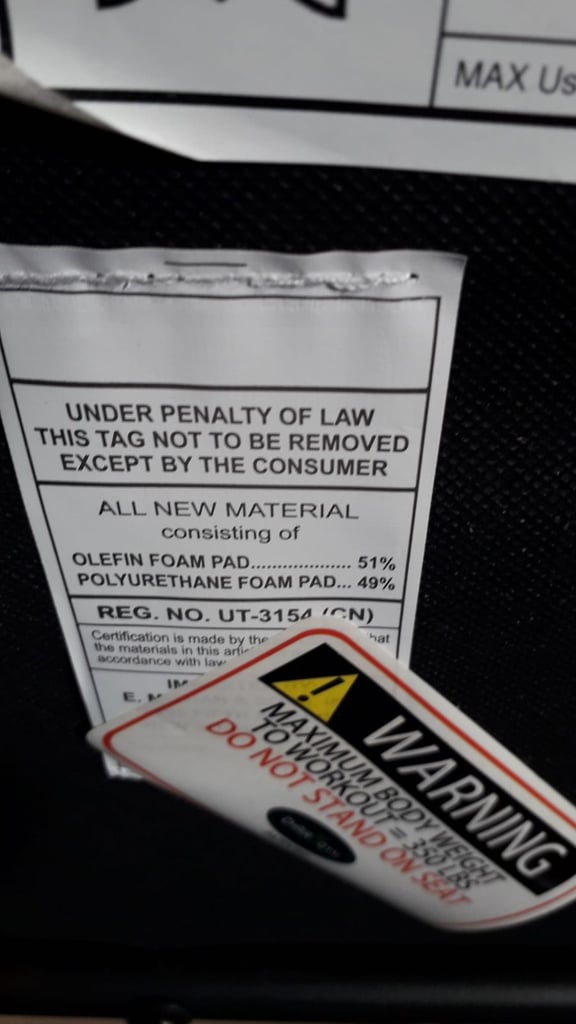 MAX Us
UNDER PENALTY OF LAW
THIS TAG NOT TO BE REMOVED
EXCEPT BY THE CONSUMER
ALL NEW MATERIAL
consisting of
OLEFIN FOAM PAD.................... 51%
POLYURETHANE FOAM PAD... 49%
REG. NO. UT-3154 (CN)
Certification is made by the hat
the materials in this
accordance with law
E.
WARNING
MAXIMUM BODY WEIGHT
TO WORKOUT = 350 LBS
DO NOT STAND ON SEAT